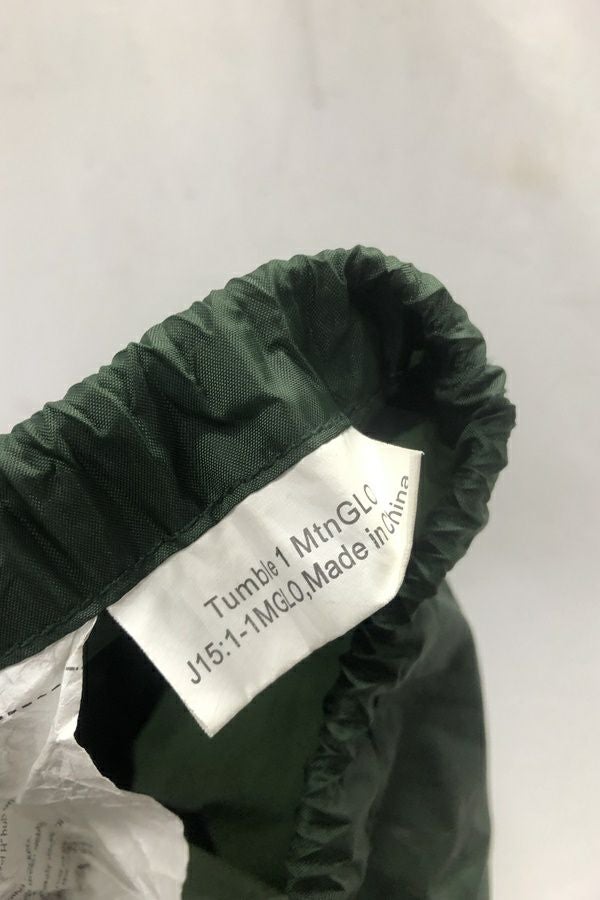 Tumble 1 MtnGLO
J15:1-1MGLO,Made in China